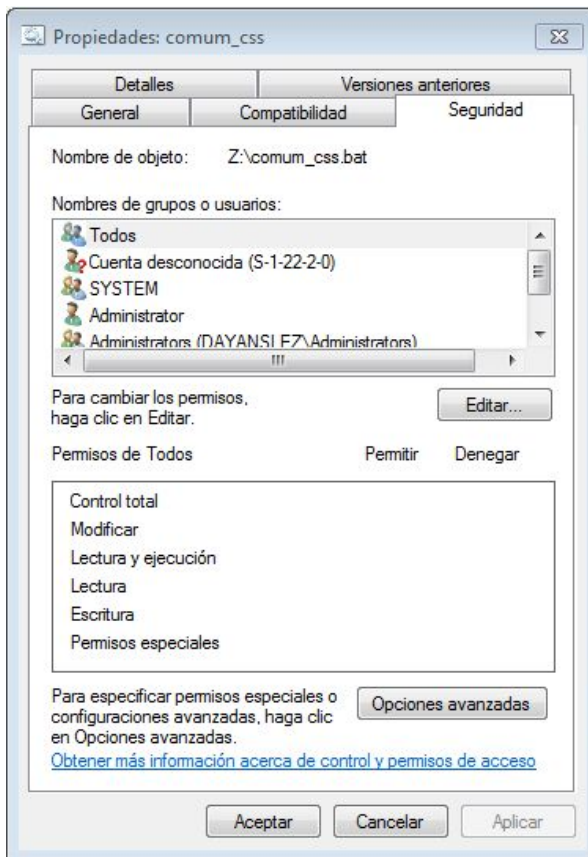 Propiedades: comum_css
Detalles
Versiones anteriores
General
Compatibilidad
Seguridad
Nombre de objeto: Z:\comum_css.bat
Nombres de grupos o usuarios:
Todos
Cuenta desconocida (S-1-22-2-0)
SYSTEM
Administrator
Administrators (DAYANSLEZ\Administrators)
Para cambiar los permisos,
haga clic en Editar.
Editar...
Permisos de Todos
Permitir
Denegar
Control total
Modificar
Lectura y ejecución
Lectura
Escritura
Permisos especiales
Para especificar permisos especiales o
configuraciones avanzadas, haga clic
en Opciones avanzadas.
Opciones avanzadas
Obtener más información acerca de control y permisos de acceso
Aceptar
Cancelar
Aplicar